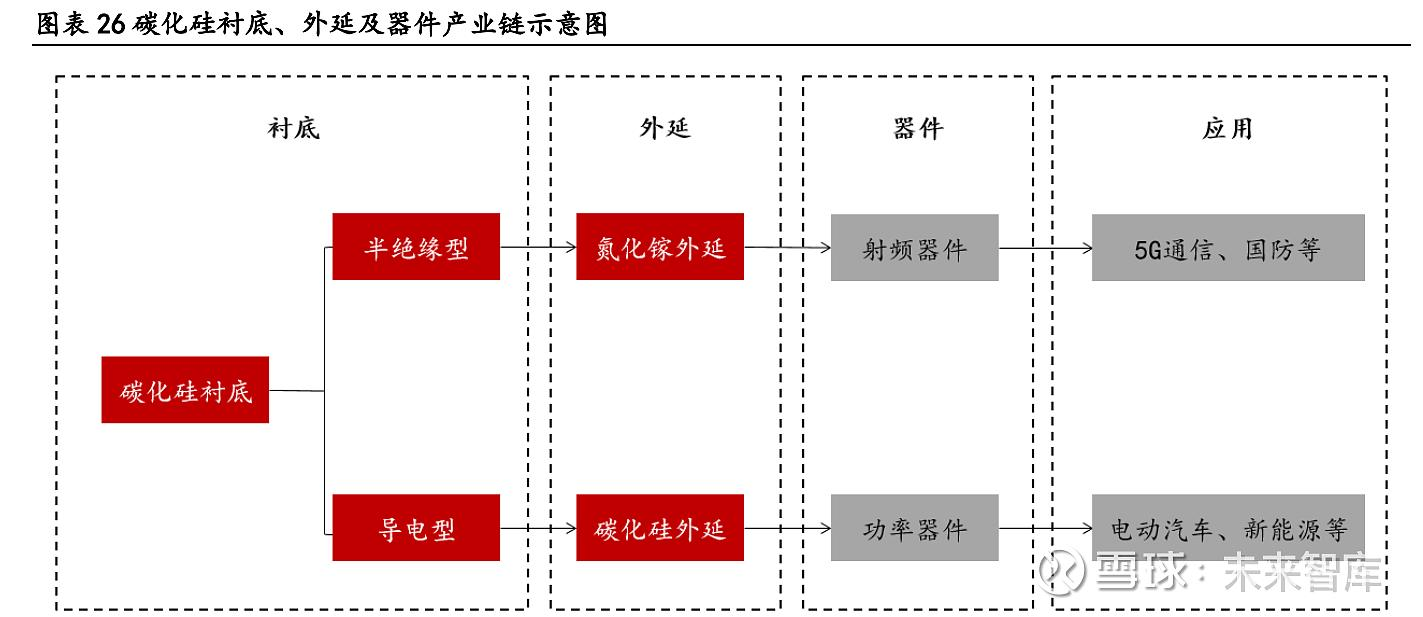 图表 26 碳化硅衬底、外延及器件产业链示意图
衬底
外延
器件
应用
半绝缘型
氮化镓外延
射频器件
5G通信、国防等
碳化硅衬底
导电型
碳化硅外延
功率器件
电动汽车、新能源等
雪球：未来智库